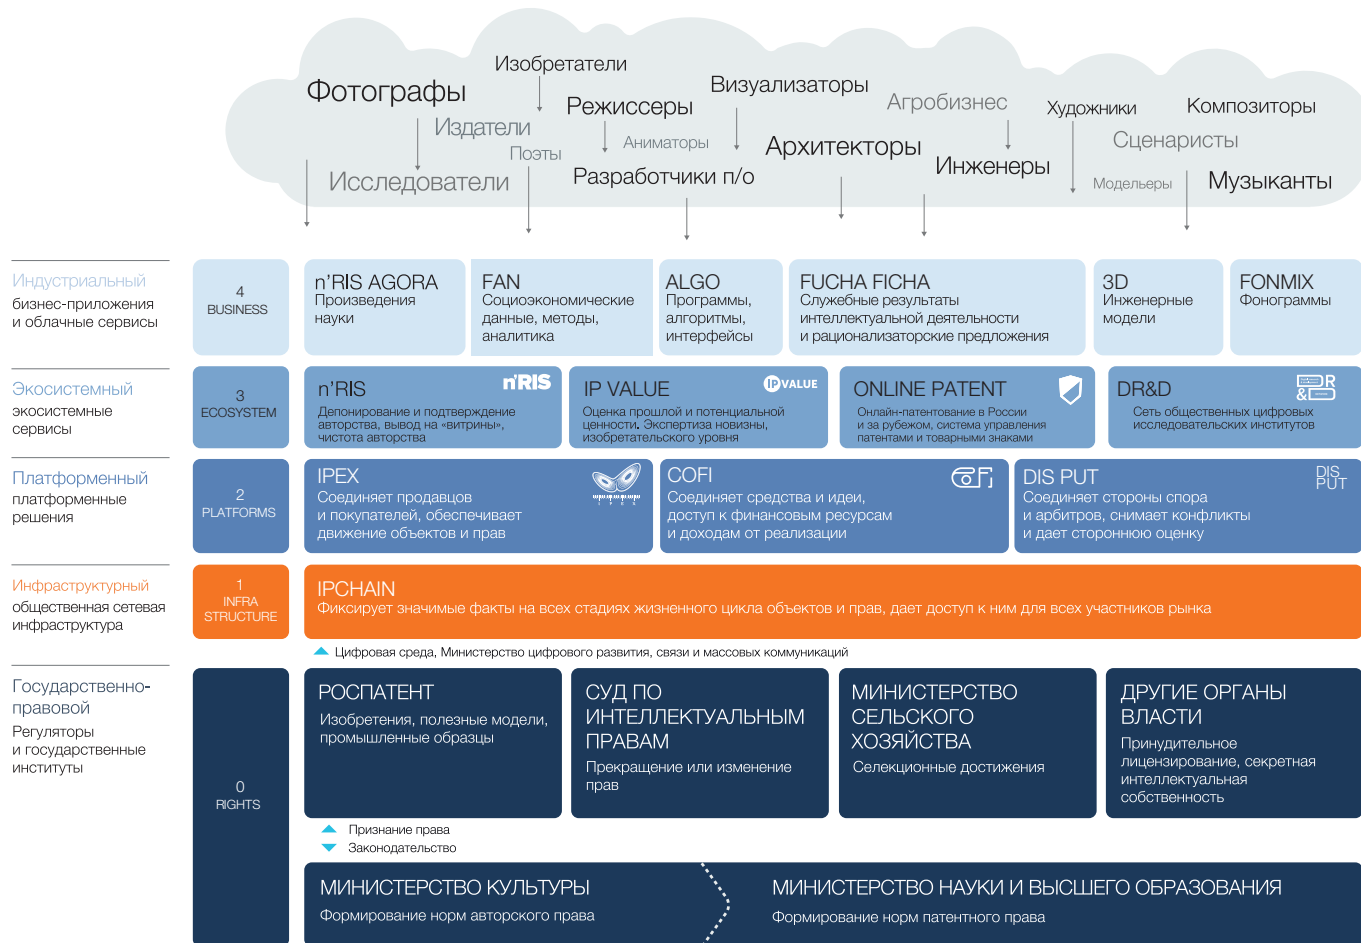 Изобретатели
Фотографы
Режиссеры
Визуализаторы
Агробизнес
Художники
Композиторы
Издатели
Поэты
Аниматоры
Архитекторы
Сценаристы
Исследователи
Разработчики п/о
Инженеры
Модельеры
Музыканты
Индустриальный
бизнес-приложения
и облачные сервисы
4
BUSINESS
n'RIS AGORA
Произведения
науки
FAN
Социоэкономические
данные, методы,
аналитика
ALGO
Программы,
алгоритмы,
интерфейсы
FUCHA FICHA
Служебные результаты
интеллектуальной деятельности
и рационализаторские предложения
3D
Инженерные
модели
FONMIX
Фонограммы
Экосистемный
экосистемные
сервисы
3
ECOSYSTEM
n'RIS
n'RIS
Депонирование и подтверждение
авторства, вывод на «витрины»,
чистота авторства
IP VALUE
IP VALUE
Оценка прошлой и потенциальной
ценности. Экспертиза новизны,
изобретательского уровня
ONLINE PATENT
Онлайн-патентование в России
и за рубежом, система управления
патентами и товарными знаками
DR&D
DR
&D
Сеть общественных цифровых
исследовательских институтов
Платформенный
платформенные
решения
2
PLATFORMS
IPEX
IPEX
Соединяет продавцов
и покупателей, обеспечивает
движение объектов и прав
COFI
COFI
Соединяет средства и идеи,
доступ к финансовым ресурсам
и доходам от реализации
DIS PUT
DIS
PUT
Соединяет стороны спора
и арбитров, снимает конфликты
и дает стороннюю оценку
Инфраструктурный
общественная сетевая
инфраструктура
1
INFRA
STRUCTURE
IPCHAIN
Фиксирует значимые факты на всех стадиях жизненного цикла объектов и прав, дает доступ к ним для всех участников рынка
Цифровая среда, Министерство цифрового развития, связи и массовых коммуникаций
Государственно-
правовой
Регуляторы
и государственные
институты
0
RIGHTS
РОСПАТЕНТ
Изобретения, полезные модели,
промышленные образцы
СУД ПО
ИНТЕЛЛЕКТУАЛЬНЫМ
ПРАВАМ
Прекращение или изменение
прав
МИНИСТЕРСТВО
СЕЛЬСКОГО
ХОЗЯЙСТВА
Селекционные достижения
ДРУГИЕ ОРГАНЫ
ВЛАСТИ
Принудительное
лицензирование, секретная
интеллектуальная
собственность
Признание права
Законодательство
МИНИСТЕРСТВО КУЛЬТУРЫ
Формирование норм авторского права
МИНИСТЕРСТВО НАУКИ И ВЫСШЕГО ОБРАЗОВАНИЯ
Формирование норм патентного права